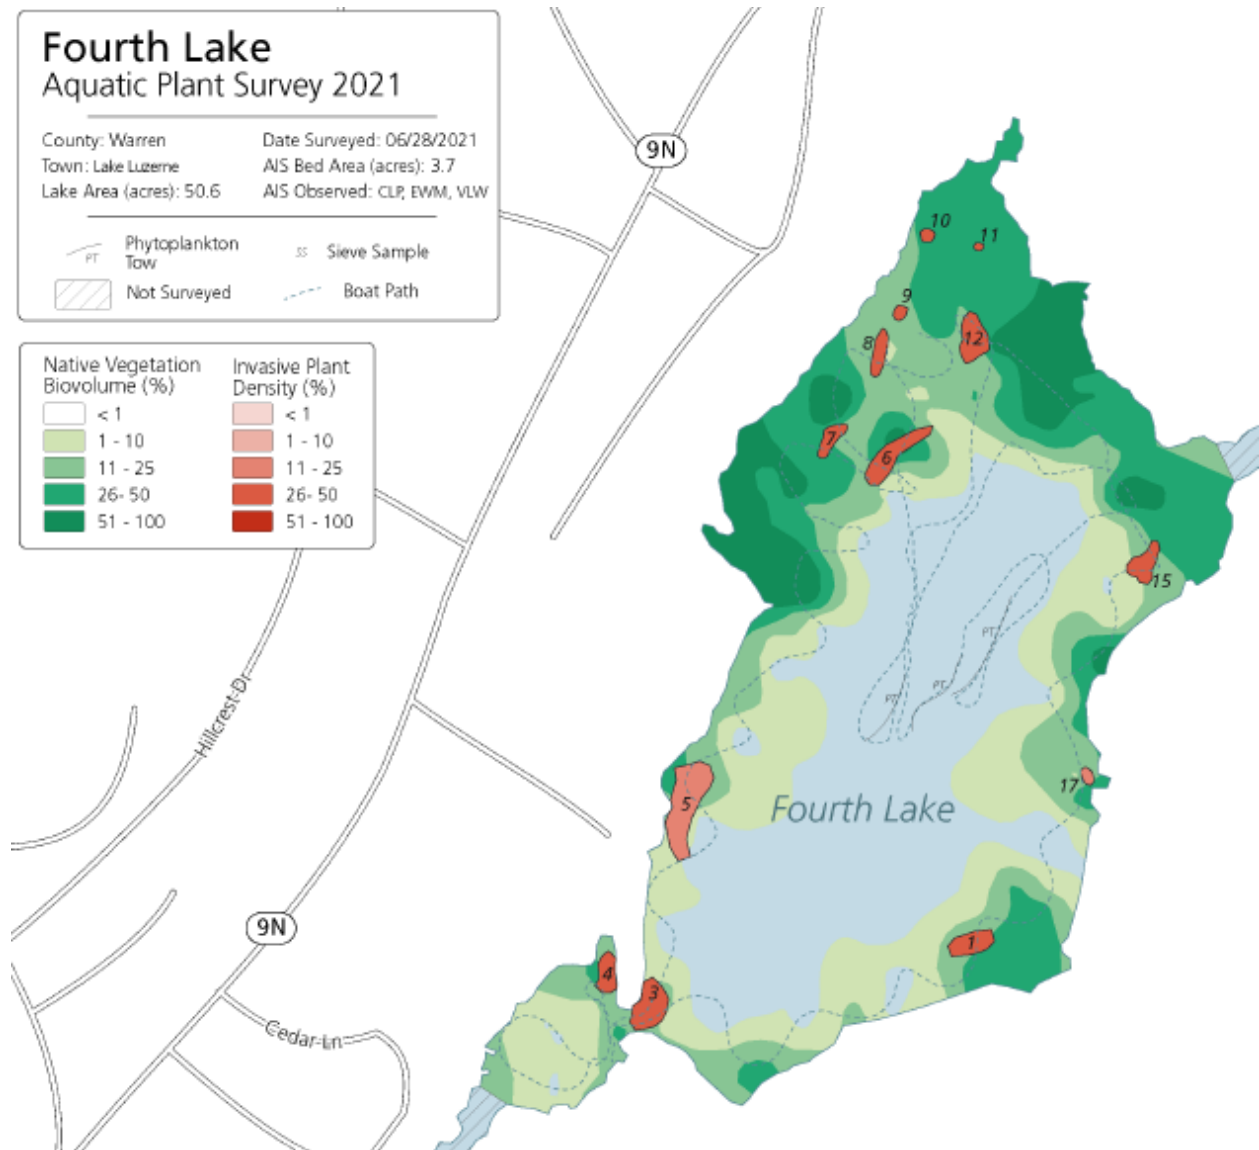 Fourth Lake
Aquatic Plant Survey 2021
County: Warren
Date Surveyed: 06/28/2021
Town: Lake Luzerne
AIS Bed Area (acres): 3.7
Lake Area (acres): 50.6
AIS Observed: CLP, EWM, VLW
PT
Phytoplankton
Tow
SS
Sieve Sample
Not Surveyed
Boat Path
Native Vegetation
Biovolume (%)
< 1
1 - 10
11 - 25
26- 50
51 - 100
Invasive Plant
Density (%)
< 1
1 - 10
11 - 25
26- 50
51 - 100
9N
10
11
9
8
12
7
6
15
PT
PT
PT
Hillcrest-Dr
17
5
Fourth Lake
9N
1
4
3
Cedar-Ln